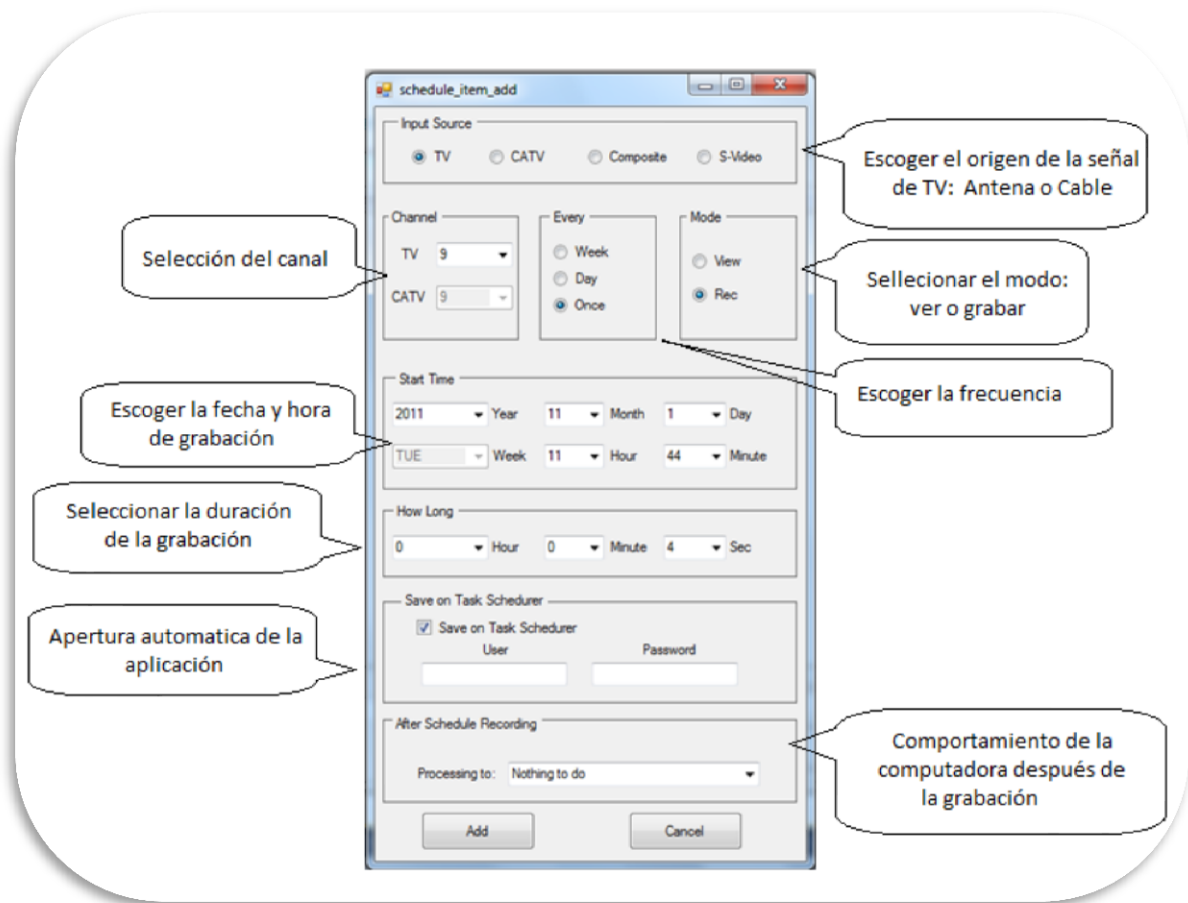 schedule_item_add
Input Source
TV CATV Composite S-Video
Escoger el origen de la señal
de TV: Antena o Cable
Selección del canal
Channel
TV 9
CATV 9
Every
Week
Day
Once
Mode
View
Rec
Sellecionar el modo:
ver o grabar
Escoger la frecuencia
Escoger la fecha y hora
de grabación
Start Time
2011 Year 11 Month 1 Day
TUE Week 11 Hour 44 Minute
Seleccionar la duración
de la grabación
How Long
0 Hour 0 Minute 4 Sec
Apertura automatica de la
aplicación
Save on Task Schedurer
Save on Task Schedurer
User Password
After Schedule Recording
Processing to: Nothing to do
Comportamiento de la
computadora después de
la grabación
Add Cancel